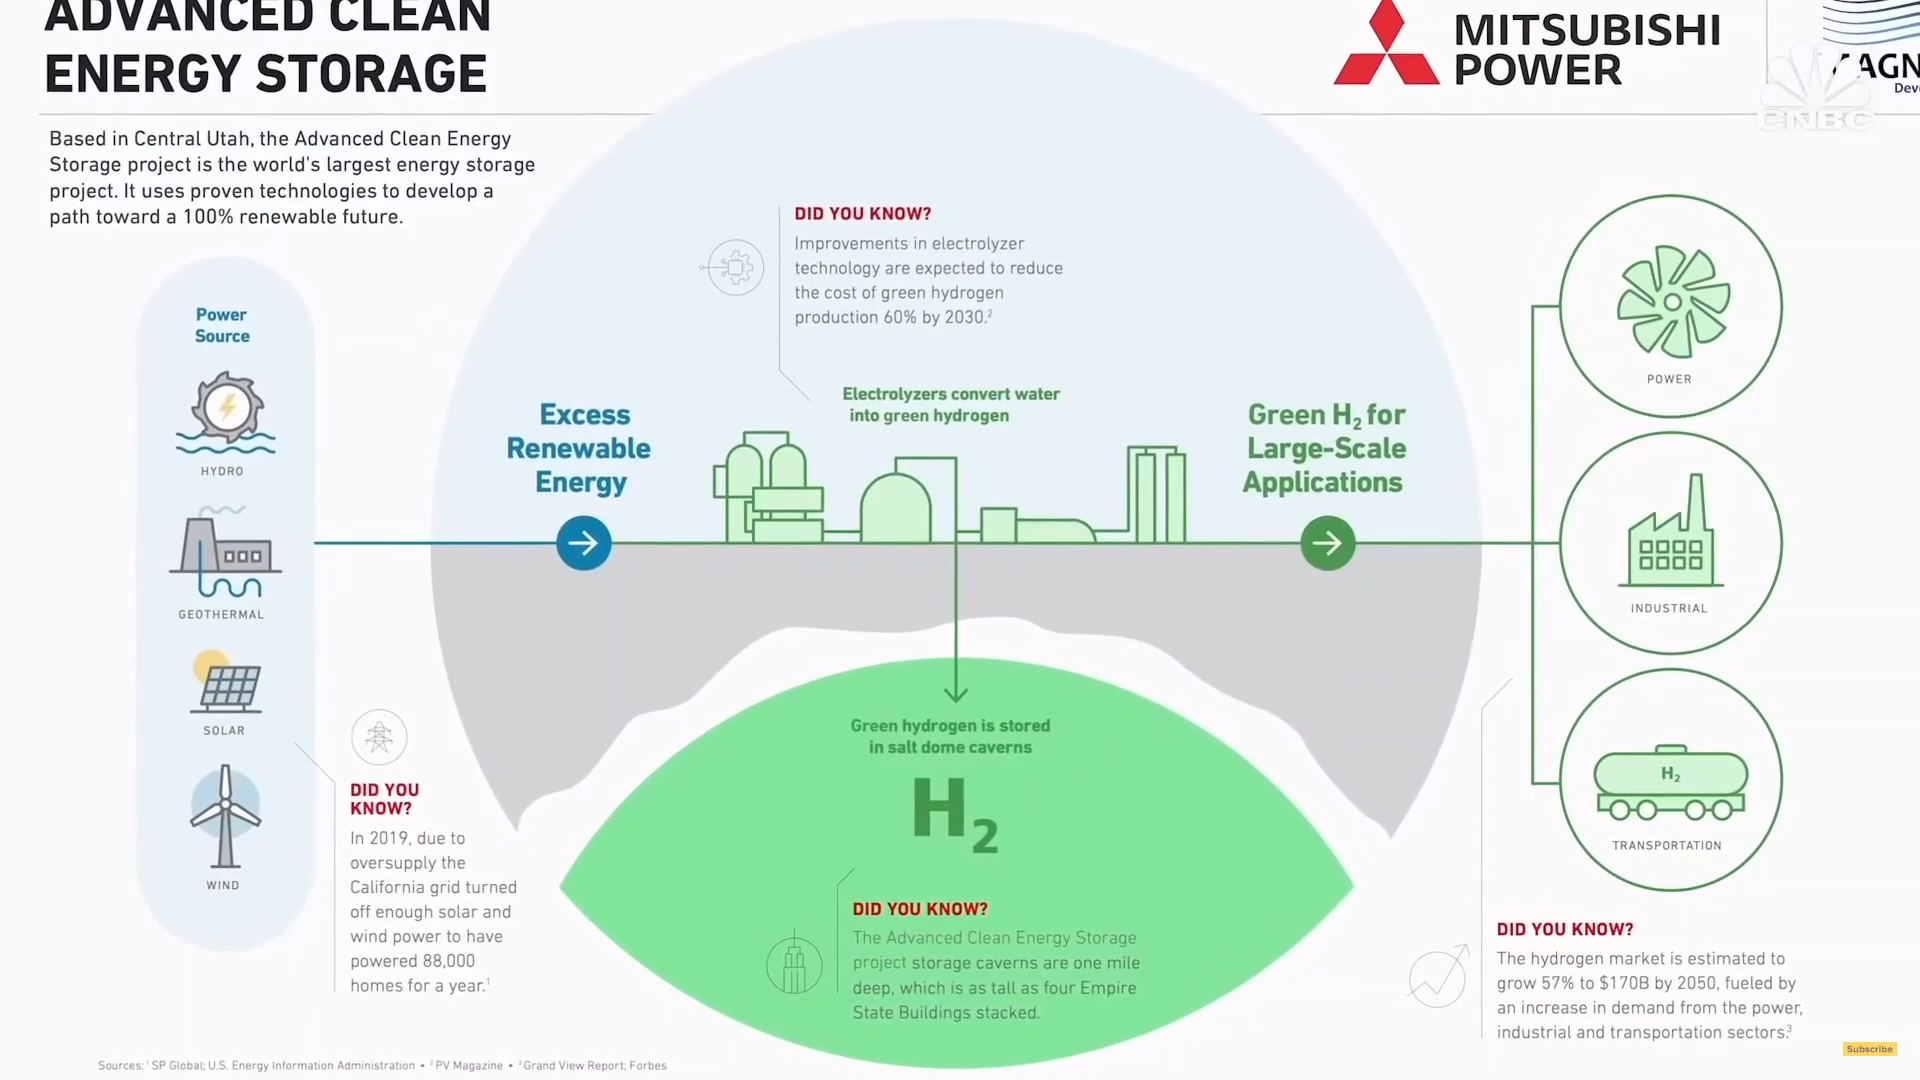 ADVANCED CLEAN
ENERGY STORAGE
MITSUBISHI
POWER
AGN
Dev
CNBC
Based in Central Utah, the Advanced Clean Energy
Storage project is the world's largest energy storage
project. It uses proven technologies to develop a
path toward a 100% renewable future.
Power
Source
HYDRO
GEOTHERMAL
SOLAR
WIND
DID YOU
KNOW?
In 2019, due to
oversupply the
California grid turned
off enough solar and
wind power to have
powered 88,000
homes for a year.¹
Excess
Renewable
Energy
DID YOU KNOW?
Improvements in electrolyzer
technology are expected to reduce
the cost of green hydrogen
production 60% by 2030.²
Electrolyzers convert water
into green hydrogen
Green H₂ for
Large-Scale
Applications
Green hydrogen is stored
in salt dome caverns
H₂
DID YOU KNOW?
The Advanced Clean Energy Storage
project storage caverns are one mile
deep, which is as tall as four Empire
State Buildings stacked.
POWER
INDUSTRIAL
H₂
TRANSPORTATION
DID YOU KNOW?
The hydrogen market is estimated to
grow 57% to $170B by 2050, fueled by
an increase in demand from the power,
industrial and transportation sectors.³
Subscribe
Sources: ¹ SP Global; U.S. Energy Information Administration • ² PV Magazine • ³ Grand View Report; Forbes